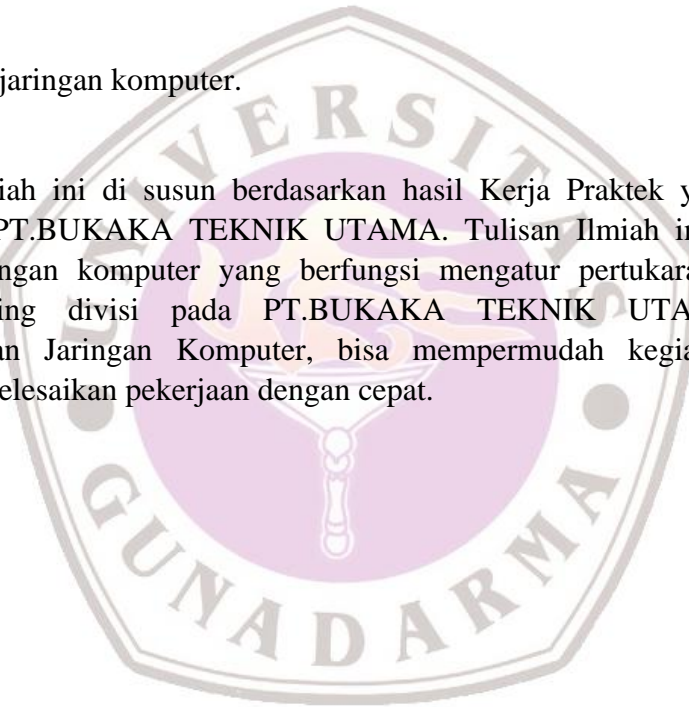 jaringan komputer.
iah ini di susun berdasarkan hasil Kerja Praktek y
PT.BUKAKA TEKNIK UTAMA. Tulisan Ilmiah in
ngan komputer yang berfungsi mengatur pertukara
ing divisi pada PT.BUKAKA TEKNIK UTA
an Jaringan Komputer, bisa mempermudah kegia
elesaikan pekerjaan dengan cepat.
UNIVERSITAS
GUNADARMA